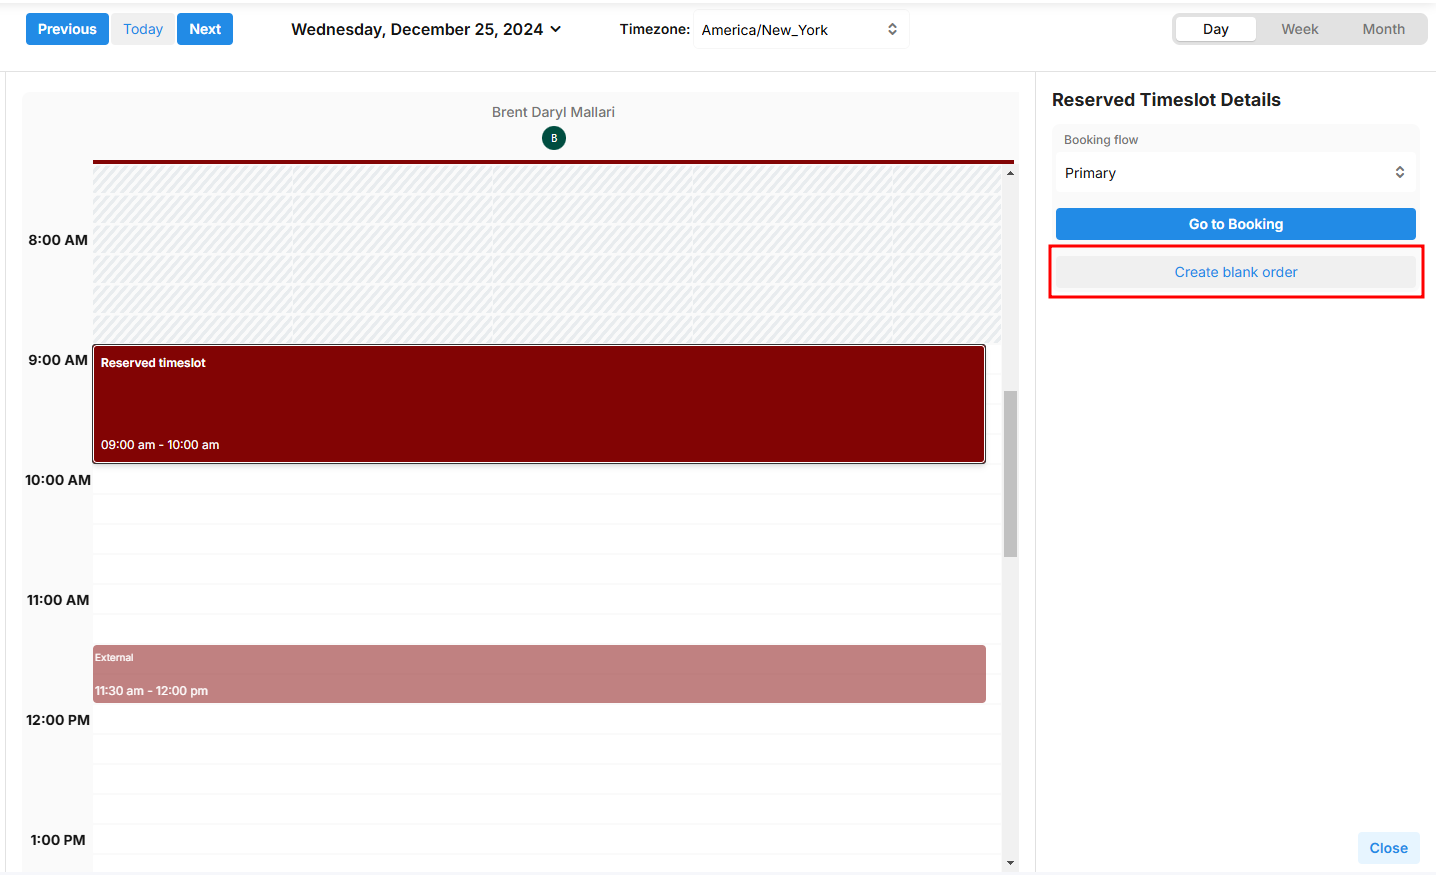 Previous Today Next Wednesday, December 25, 2024 Timezone: America/New_York Day Week Month
Brent Daryl Mallari
B
8:00 AM
9:00 AM
Reserved timeslot
09:00 am - 10:00 am
10:00 AM
11:00 AM
External
11:30 am - 12:00 pm
12:00 PM
1:00 PM
Reserved Timeslot Details
Booking flow
Primary
Go to Booking
Create blank order
Close